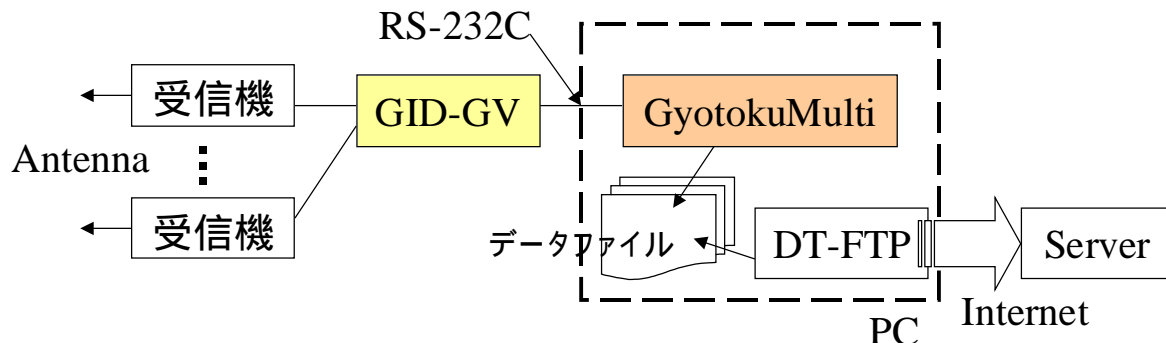 RS-232C
受信機
GID-GV
GyotokuMulti
Antenna
受信機
データファイル
DT-FTP
Server
Internet
PC